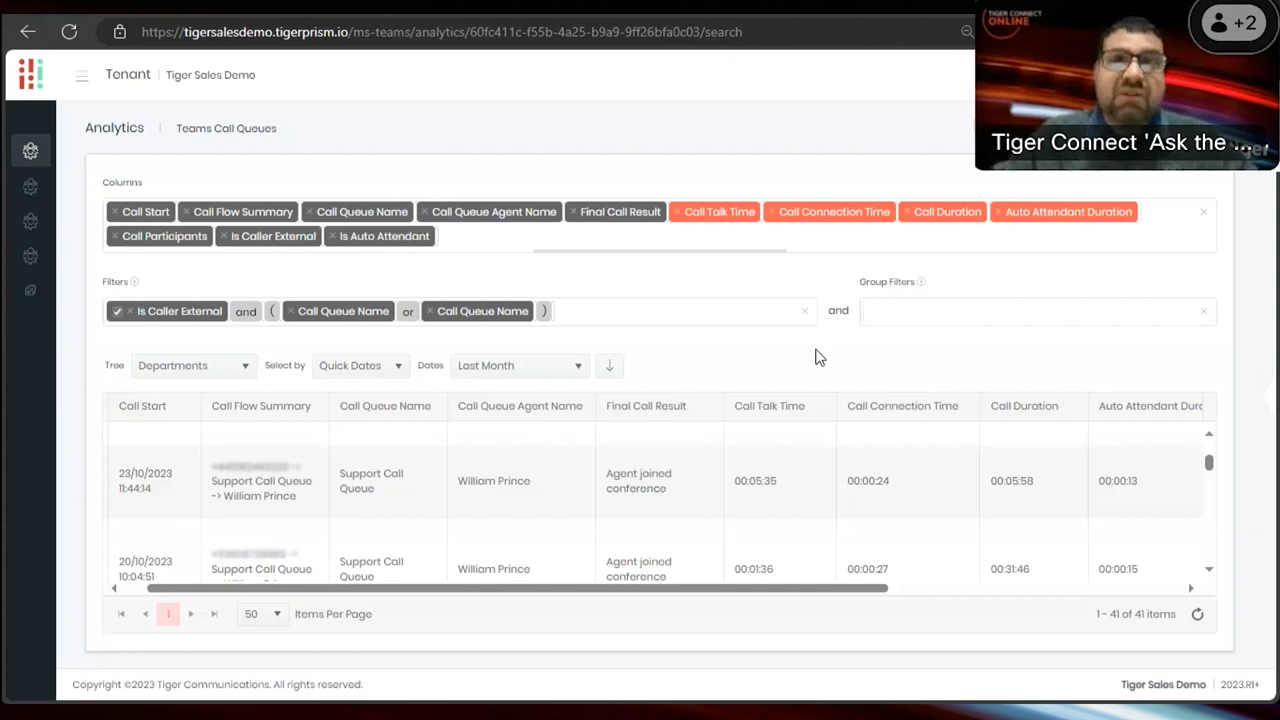 https://tigersalesdemo.tigerprism.io/ms-teams/analytics/60fc411c-f55b-4a25-b9a9-9ff26bfa0c03/search
TIGER CONNECT
ONLINE
+2
Tenant | Tiger Sales Demo
Tiger Connect 'Ask the ...
Analytics | Teams Call Queues
Columns
× Call Start × Call Flow Summary × Call Queue Name × Call Queue Agent Name × Final Call Result × Call Talk Time × Call Connection Time × Call Duration × Auto Attendant Duration
× Call Participants × Is Caller External × Is Auto Attendant
Filters
Group Filters
× Is Caller External and ( × Call Queue Name or × Call Queue Name )
and
Tree Departments Select by Quick Dates Dates Last Month
Call Start Call Flow Summary Call Queue Name Call Queue Agent Name Final Call Result Call Talk Time Call Connection Time Call Duration Auto Attendant Dura
23/10/2023
11:44:14
Support Call Queue
-> William Prince
Support Call
Queue
William Prince
Agent joined
conference
00:05:35
00:00:24
00:05:58
00:00:13
20/10/2023
10:04:51
Support Call Queue
Support Call
Queue
William Prince
Agent joined
conference
00:01:36
00:00:27
00:31:46
00:00:15
1 50 Items Per Page
1 - 41 of 41 items
Copyright ©2023 Tiger Communications. All rights reserved.
Tiger Sales Demo | 2023.R1+